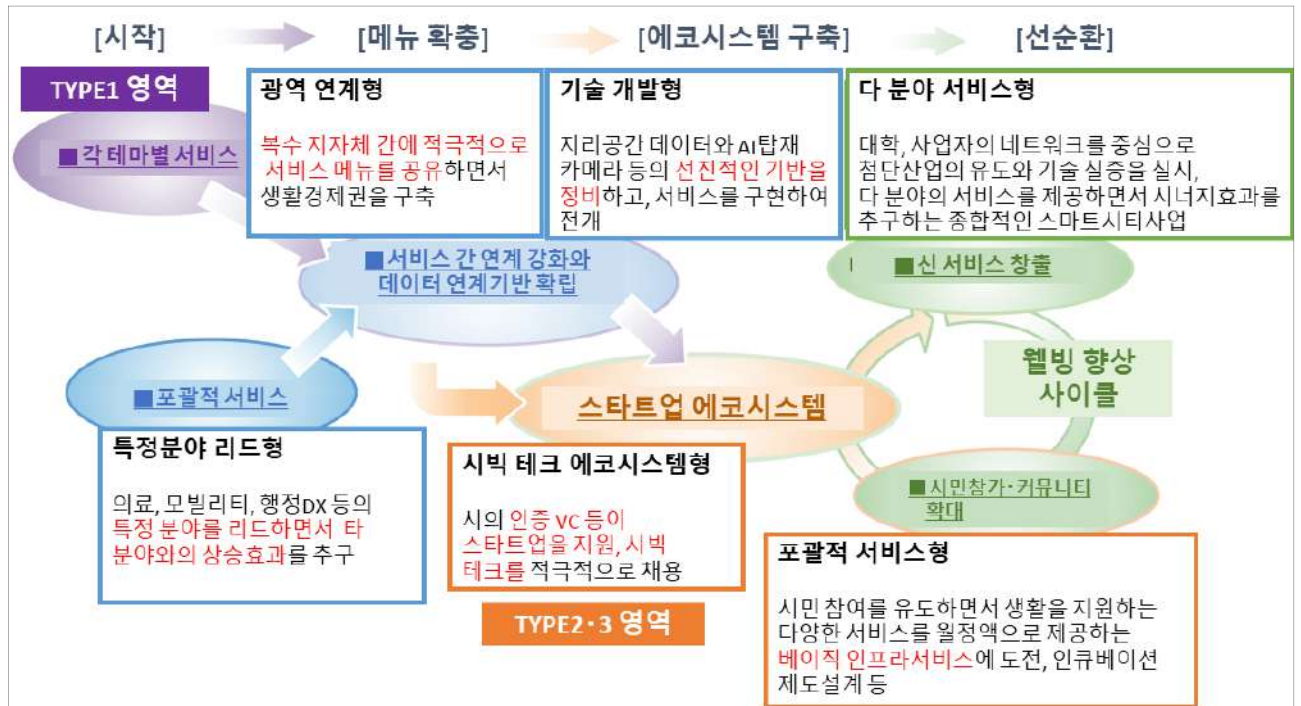 [시작]
[메뉴 확충]
[에코시스템 구축]
[선순환]
TYPE1 영역
■각 테마별 서비스
광역 연계형
복수 지자체 간에 적극적으로
서비스 메뉴를 공유하면서
생활경제권을 구축
기술 개발형
지리공간 데이터와 AI탑재
카메라 등의 선진적인 기반을
정비하고, 서비스를 구현하여
전개
다 분야 서비스형
대학, 사업자의 네트워크를 중심으로
첨단산업의 유도와 기술 실증을 실시,
다 분야의 서비스를 제공하면서 시너지효과를
추구하는 종합적인 스마트시티사업
■서비스 간 연계 강화와
데이터 연계기반 확립
■신 서비스 창출
■포괄적 서비스
스타트업 에코시스템
웰빙 향상
사이클
특정분야 리드형
의료, 모빌리티, 행정DX 등의
특정 분야를 리드하면서 타
분야와의 상승효과를 추구
시빅 테크 에코시스템형
시의 인증 VC 등이
스타트업을 지원, 시빅
테크를 적극적으로 채용
TYPE2·3 영역
■시민참가·커뮤니티
확대
포괄적 서비스형
시민 참여를 유도하면서 생활을 지원하는
다양한 서비스를 월정액으로 제공하는
베이직 인프라서비스에 도전, 인큐베이션
제도설계 등